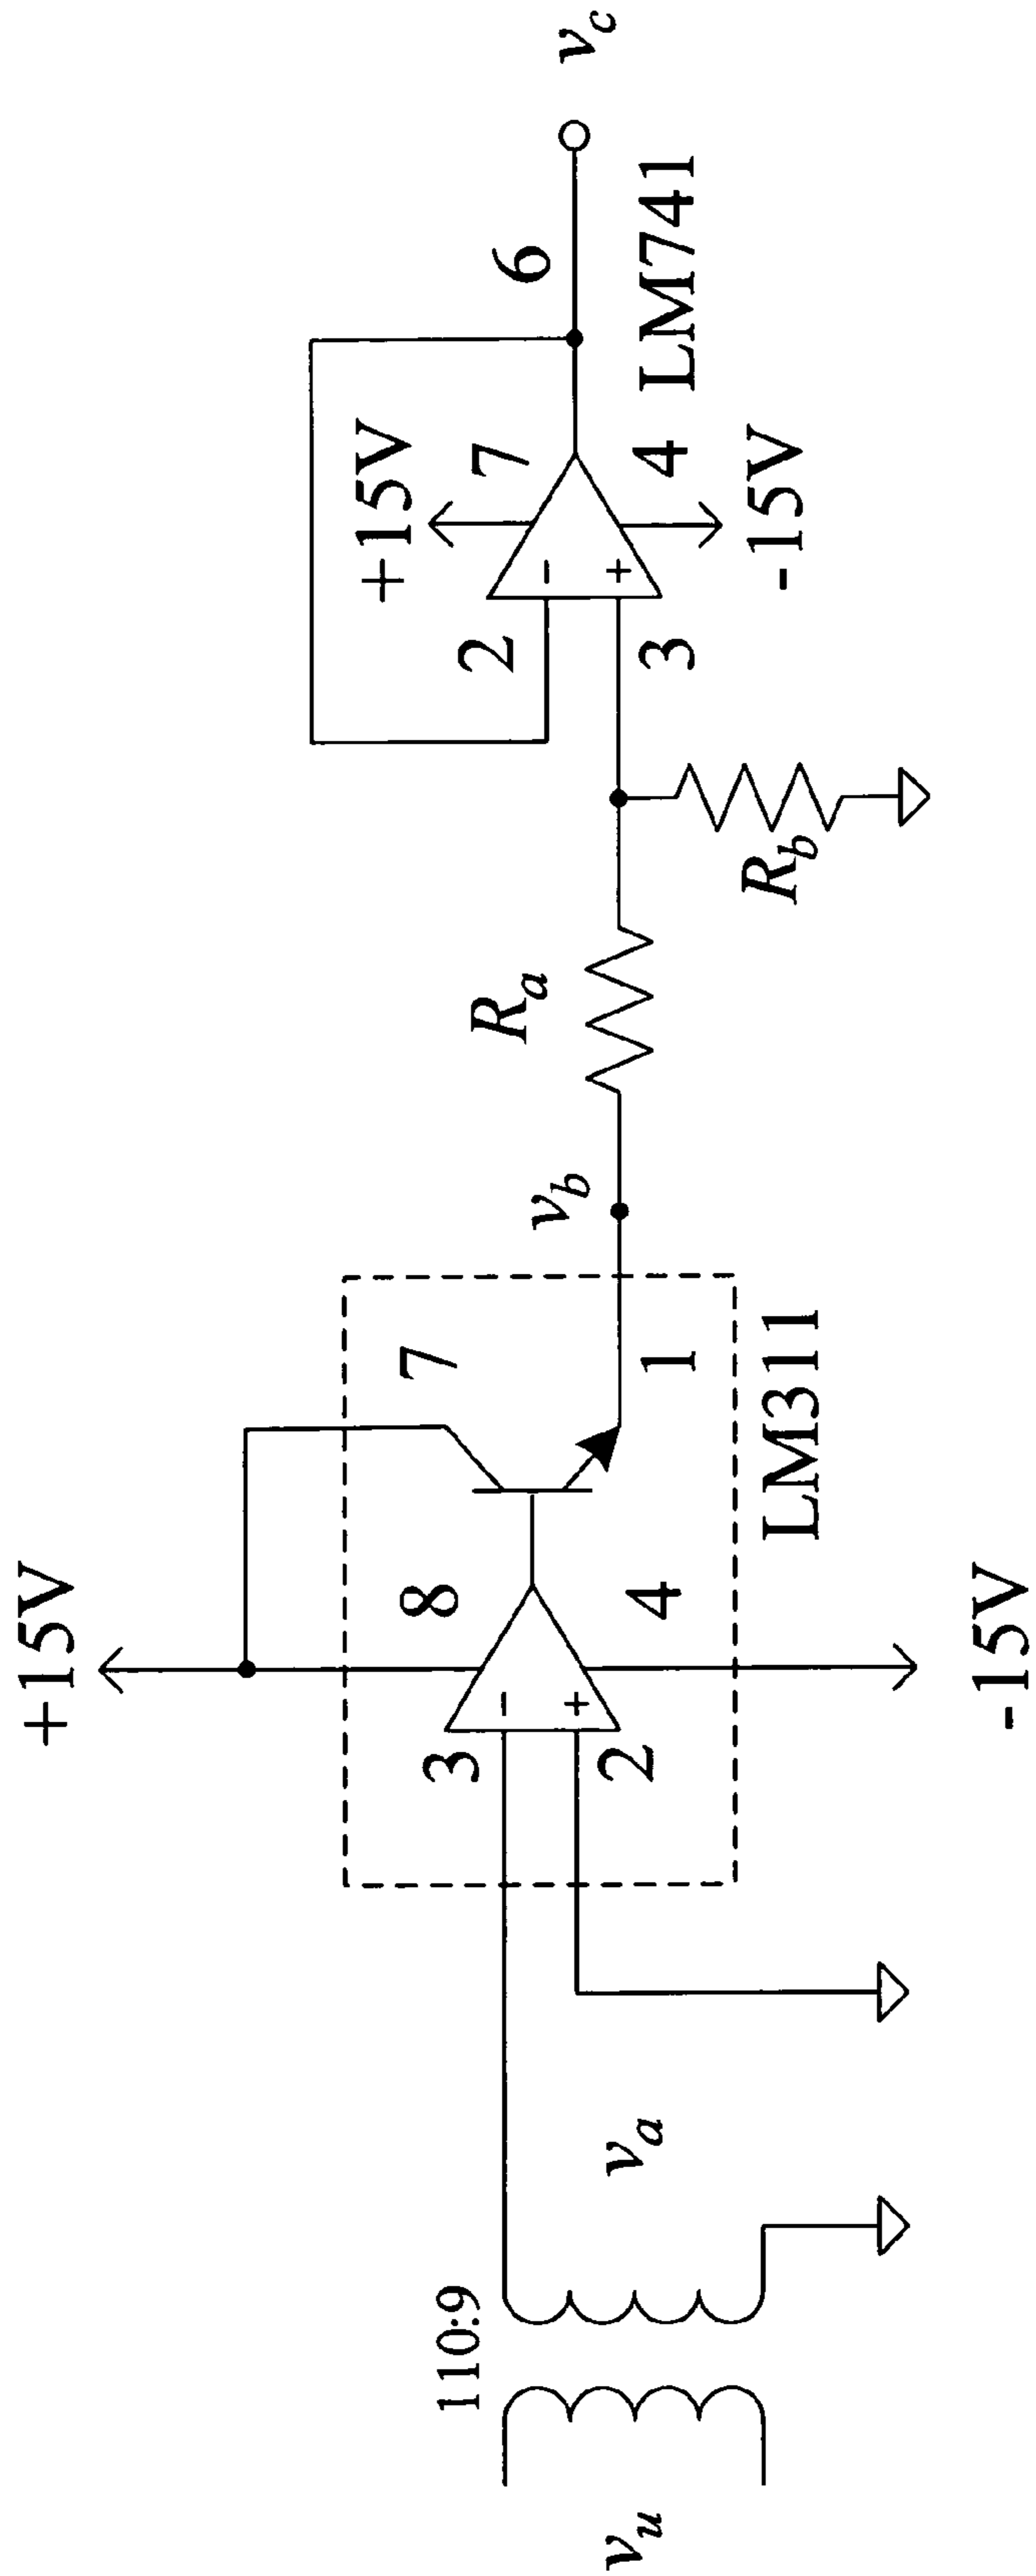 v_u
110:9
v_a
3
2
+15V
8
4
-15V
7
1
LM311
v_b
R_a
R_b
2
3
+15V
7
4
-15V
6
LM741
v_c
-
+
-
+